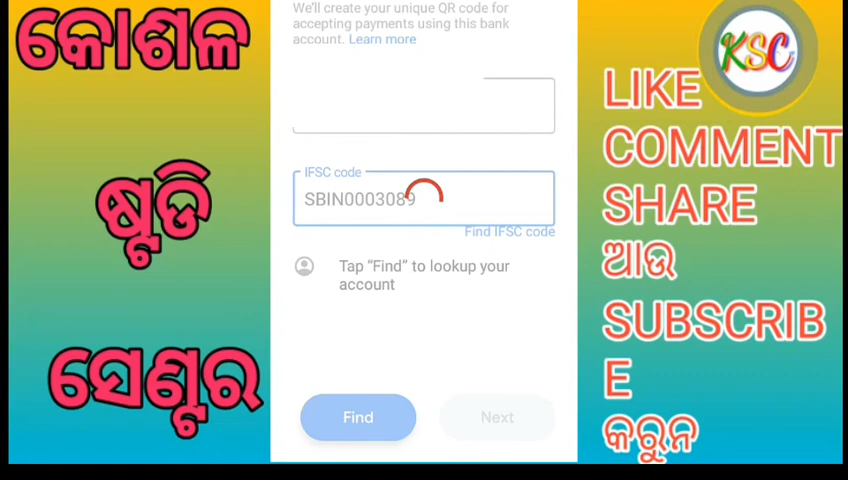 କୋଶଳ
ଷ୍ଟଡି
ସେଣ୍ଟର
We'll create your unique QR code for
accepting payments using this bank
account. Learn more
IFSC code
SBIN0003089
Find IFSC code
Tap “Find” to lookup your
account
Find
Next
KSC
LIKE
COMMENT
SHARE
ଆଉ
SUBSCRIB
E
କରୁନ